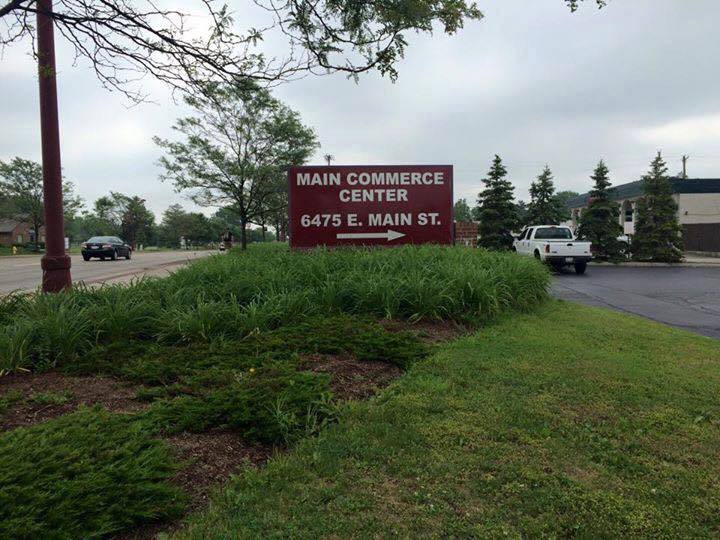 MAIN COMMERCE
CENTER
6475 E. MAIN ST.